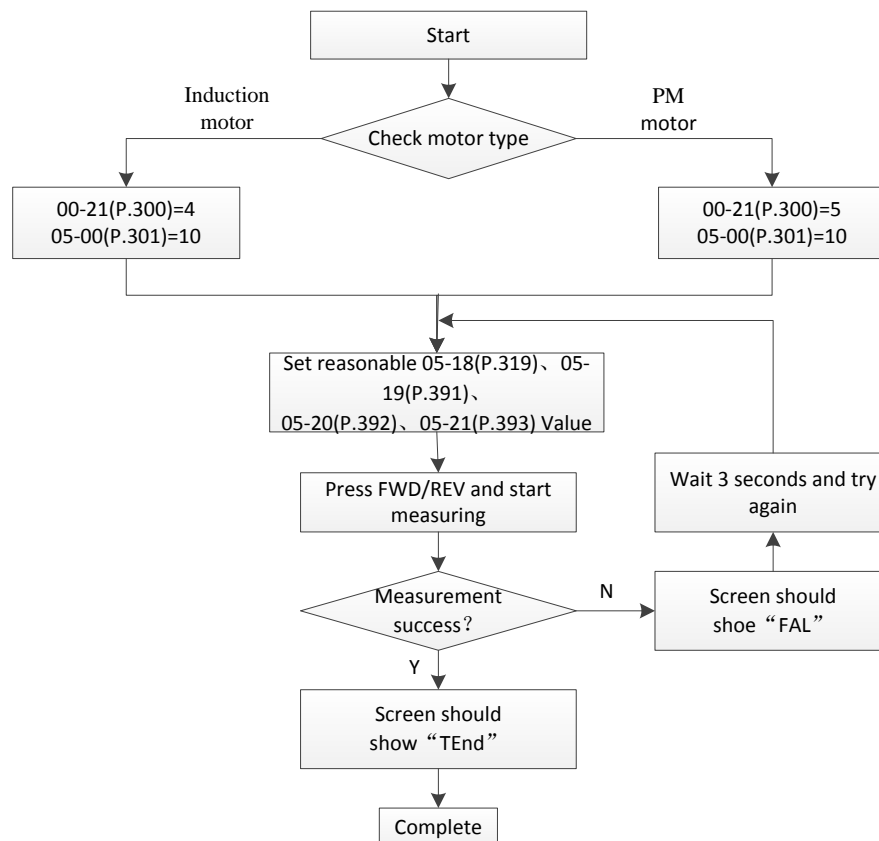 Start
Induction
motor
Check motor type
PM
motor
00-21(P.300)=4
05-00(P.301)=10
00-21(P.300)=5
05-00(P.301)=10
Set reasonable 05-18(P.319)、05-
19(P.391)、
05-20(P.392)、05-21(P.393) Value
Press FWD/REV and start
measuring
Wait 3 seconds and try
again
Measurement
success？
N
Screen should
shoe“FAL”
Y
Screen should
show“TEnd”
Complete